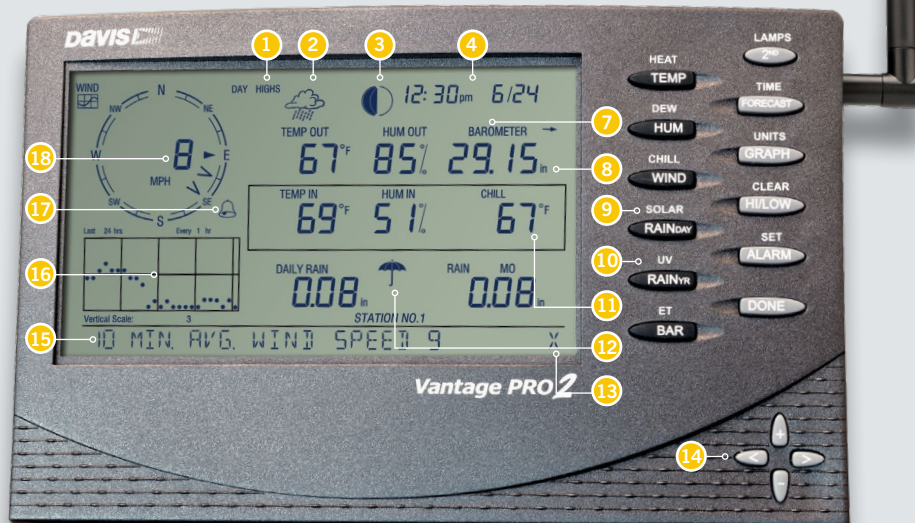 DAVIS
1 2 3 4
LAMPS
2ND
HEAT
TEMP
TIME
FORECAST
WIND
DAY HIGHS
12:30pm 6/24
N
NW NE
W E
SW SE
S
8
MPH
18
17
TEMP OUT HUM OUT BAROMETER
67°F 85% 29.15in
7
8
TEMP IN HUM IN CHILL
69°F 51% 67°F
DEW
HUM
UNITS
GRAPH
CHILL
WIND
CLEAR
HI/LOW
9
SOLAR
RAINDAY
SET
ALARM
10
UV
RAINYR
DONE
ET
BAR
Last 24 hrs Every 1 hr
16
DAILY RAIN RAIN MO
0.08in 0.08in
11
Vertical Scale: 3
STATION NO.1
12
15
10 MIN. AVG. WIND SPEED 9 X
13
Vantage PRO2
14
+
< >
-